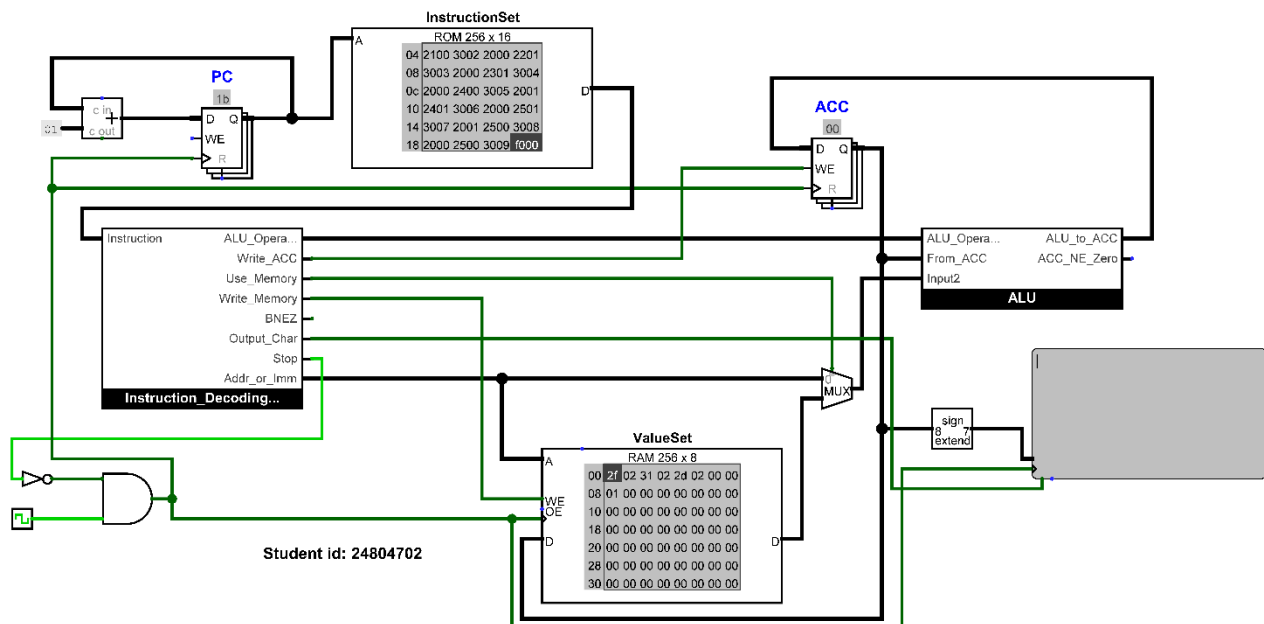 InstructionSet
ROM 256 x 16
A
D
04 2100 3002 2000 2201
08 3003 2000 2301 3004
0c 2000 2400 3005 2001
10 2401 3006 2000 2501
14 3007 2001 2500 3008
18 2000 2500 3009 f000
PC
1b
c in
+
c out
01
D Q
WE
R
ACC
00
D Q
WE
R
Instruction
ALU_Opera...
Write_ACC
Use_Memory
Write_Memory
BNEZ
Output_Char
Stop
Addr_or_Imm
Instruction_Decoding...
ALU_Opera... ALU_to_ACC
From_ACC ACC_NE_Zero
Input2
ALU
0
MUX
sign
8 7
extend
ValueSet
RAM 256 x 8
A
WE
OE
D
D
00 2f 02 31 02 2d 02 00 00
08 01 00 00 00 00 00 00 00
10 00 00 00 00 00 00 00 00
18 00 00 00 00 00 00 00 00
20 00 00 00 00 00 00 00 00
28 00 00 00 00 00 00 00 00
30 00 00 00 00 00 00 00 00
Student id: 24804702